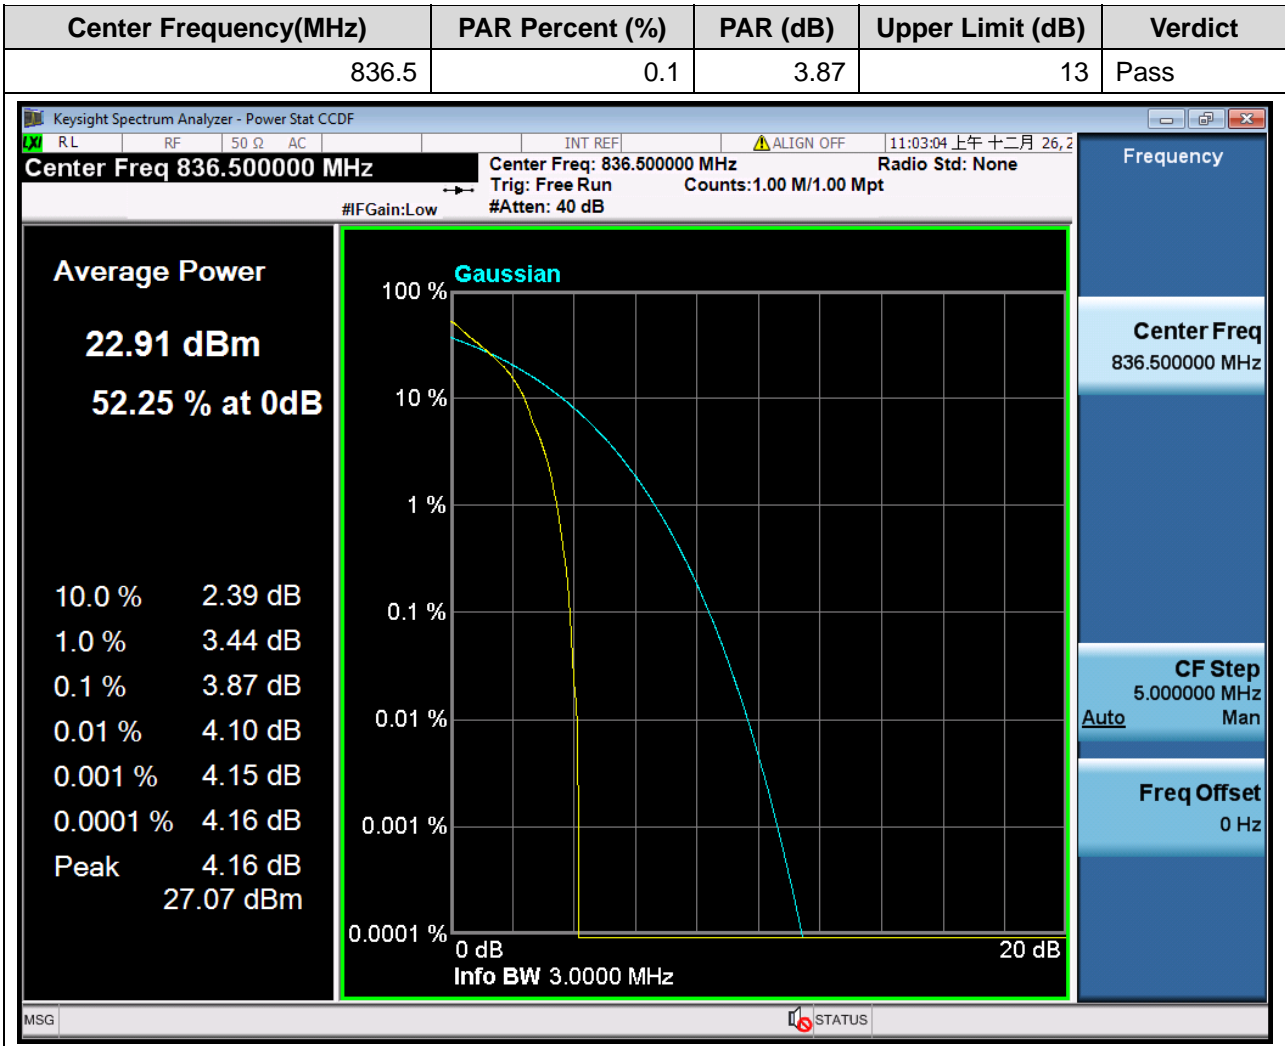 Center Frequency(MHz) PAR Percent (%) PAR (dB) Upper Limit (dB) Verdict
836.5 0.1 3.87 13 Pass
Keysight Spectrum Analyzer - Power Stat CCDF
LXI RL RF 50 Ω AC INT REF ALIGN OFF 11:03:04 上午 十二月 26, 2
Center Freq 836.500000 MHz
Center Freq: 836.500000 MHz Radio Std: None
Trig: Free Run Counts:1.00 M/1.00 Mpt
#IFGain:Low #Atten: 40 dB
Average Power
22.91 dBm
52.25 % at 0dB
10.0 % 2.39 dB
1.0 % 3.44 dB
0.1 % 3.87 dB
0.01 % 4.10 dB
0.001 % 4.15 dB
0.0001 % 4.16 dB
Peak 4.16 dB
27.07 dBm
Gaussian
100 %
10 %
1 %
0.1 %
0.01 %
0.001 %
0.0001 %
0 dB 20 dB
Info BW 3.0000 MHz
Frequency
Center Freq
836.500000 MHz
CF Step
5.000000 MHz
Auto Man
Freq Offset
0 Hz
MSG STATUS